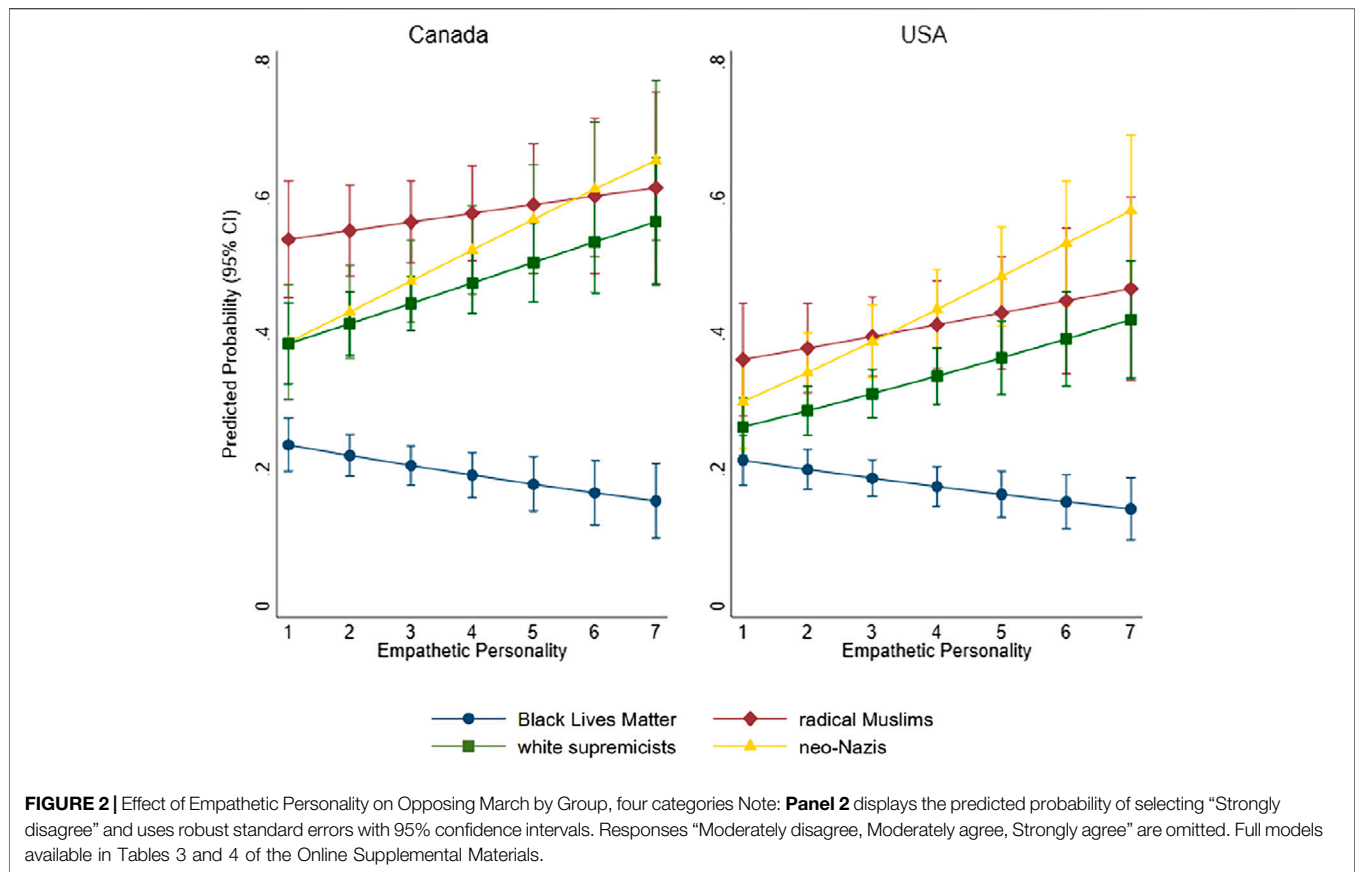 Canada
USA
Predicted Probability (95% CI)
.8
.6
.4
.2
0
.8
.6
.4
.2
0
1 2 3 4 5 6 7
Empathetic Personality
1 2 3 4 5 6 7
Empathetic Personality
Black Lives Matter
radical Muslims
white supremicists
neo-Nazis
FIGURE 2 | Effect of Empathetic Personality on Opposing March by Group, four categories Note: Panel 2 displays the predicted probability of selecting “Strongly
disagree” and uses robust standard errors with 95% confidence intervals. Responses “Moderately disagree, Moderately agree, Strongly agree” are omitted. Full models
available in Tables 3 and 4 of the Online Supplemental Materials.